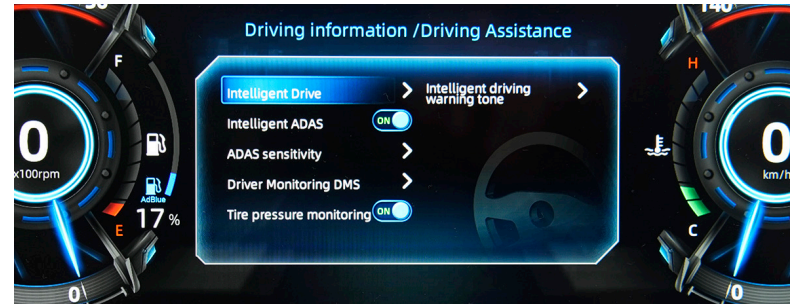 Driving information /Driving Assistance
140
F
H
Intelligent Drive
Intelligent driving
warning tone
Intelligent ADAS
ON
0
x100rpm
0
km/h
ADAS sensitivity
Driver Monitoring DMS
AdBlue
17 %
Tire pressure monitoring
ON
E
C
0
0